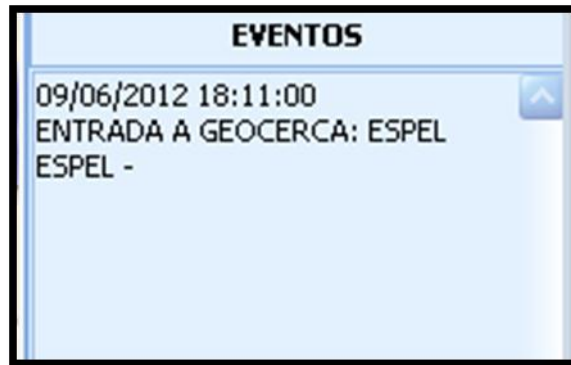 EVENTOS
09/06/2012 18:11:00
ENTRADA A GEOCERCA: ESPEL
ESPEL -